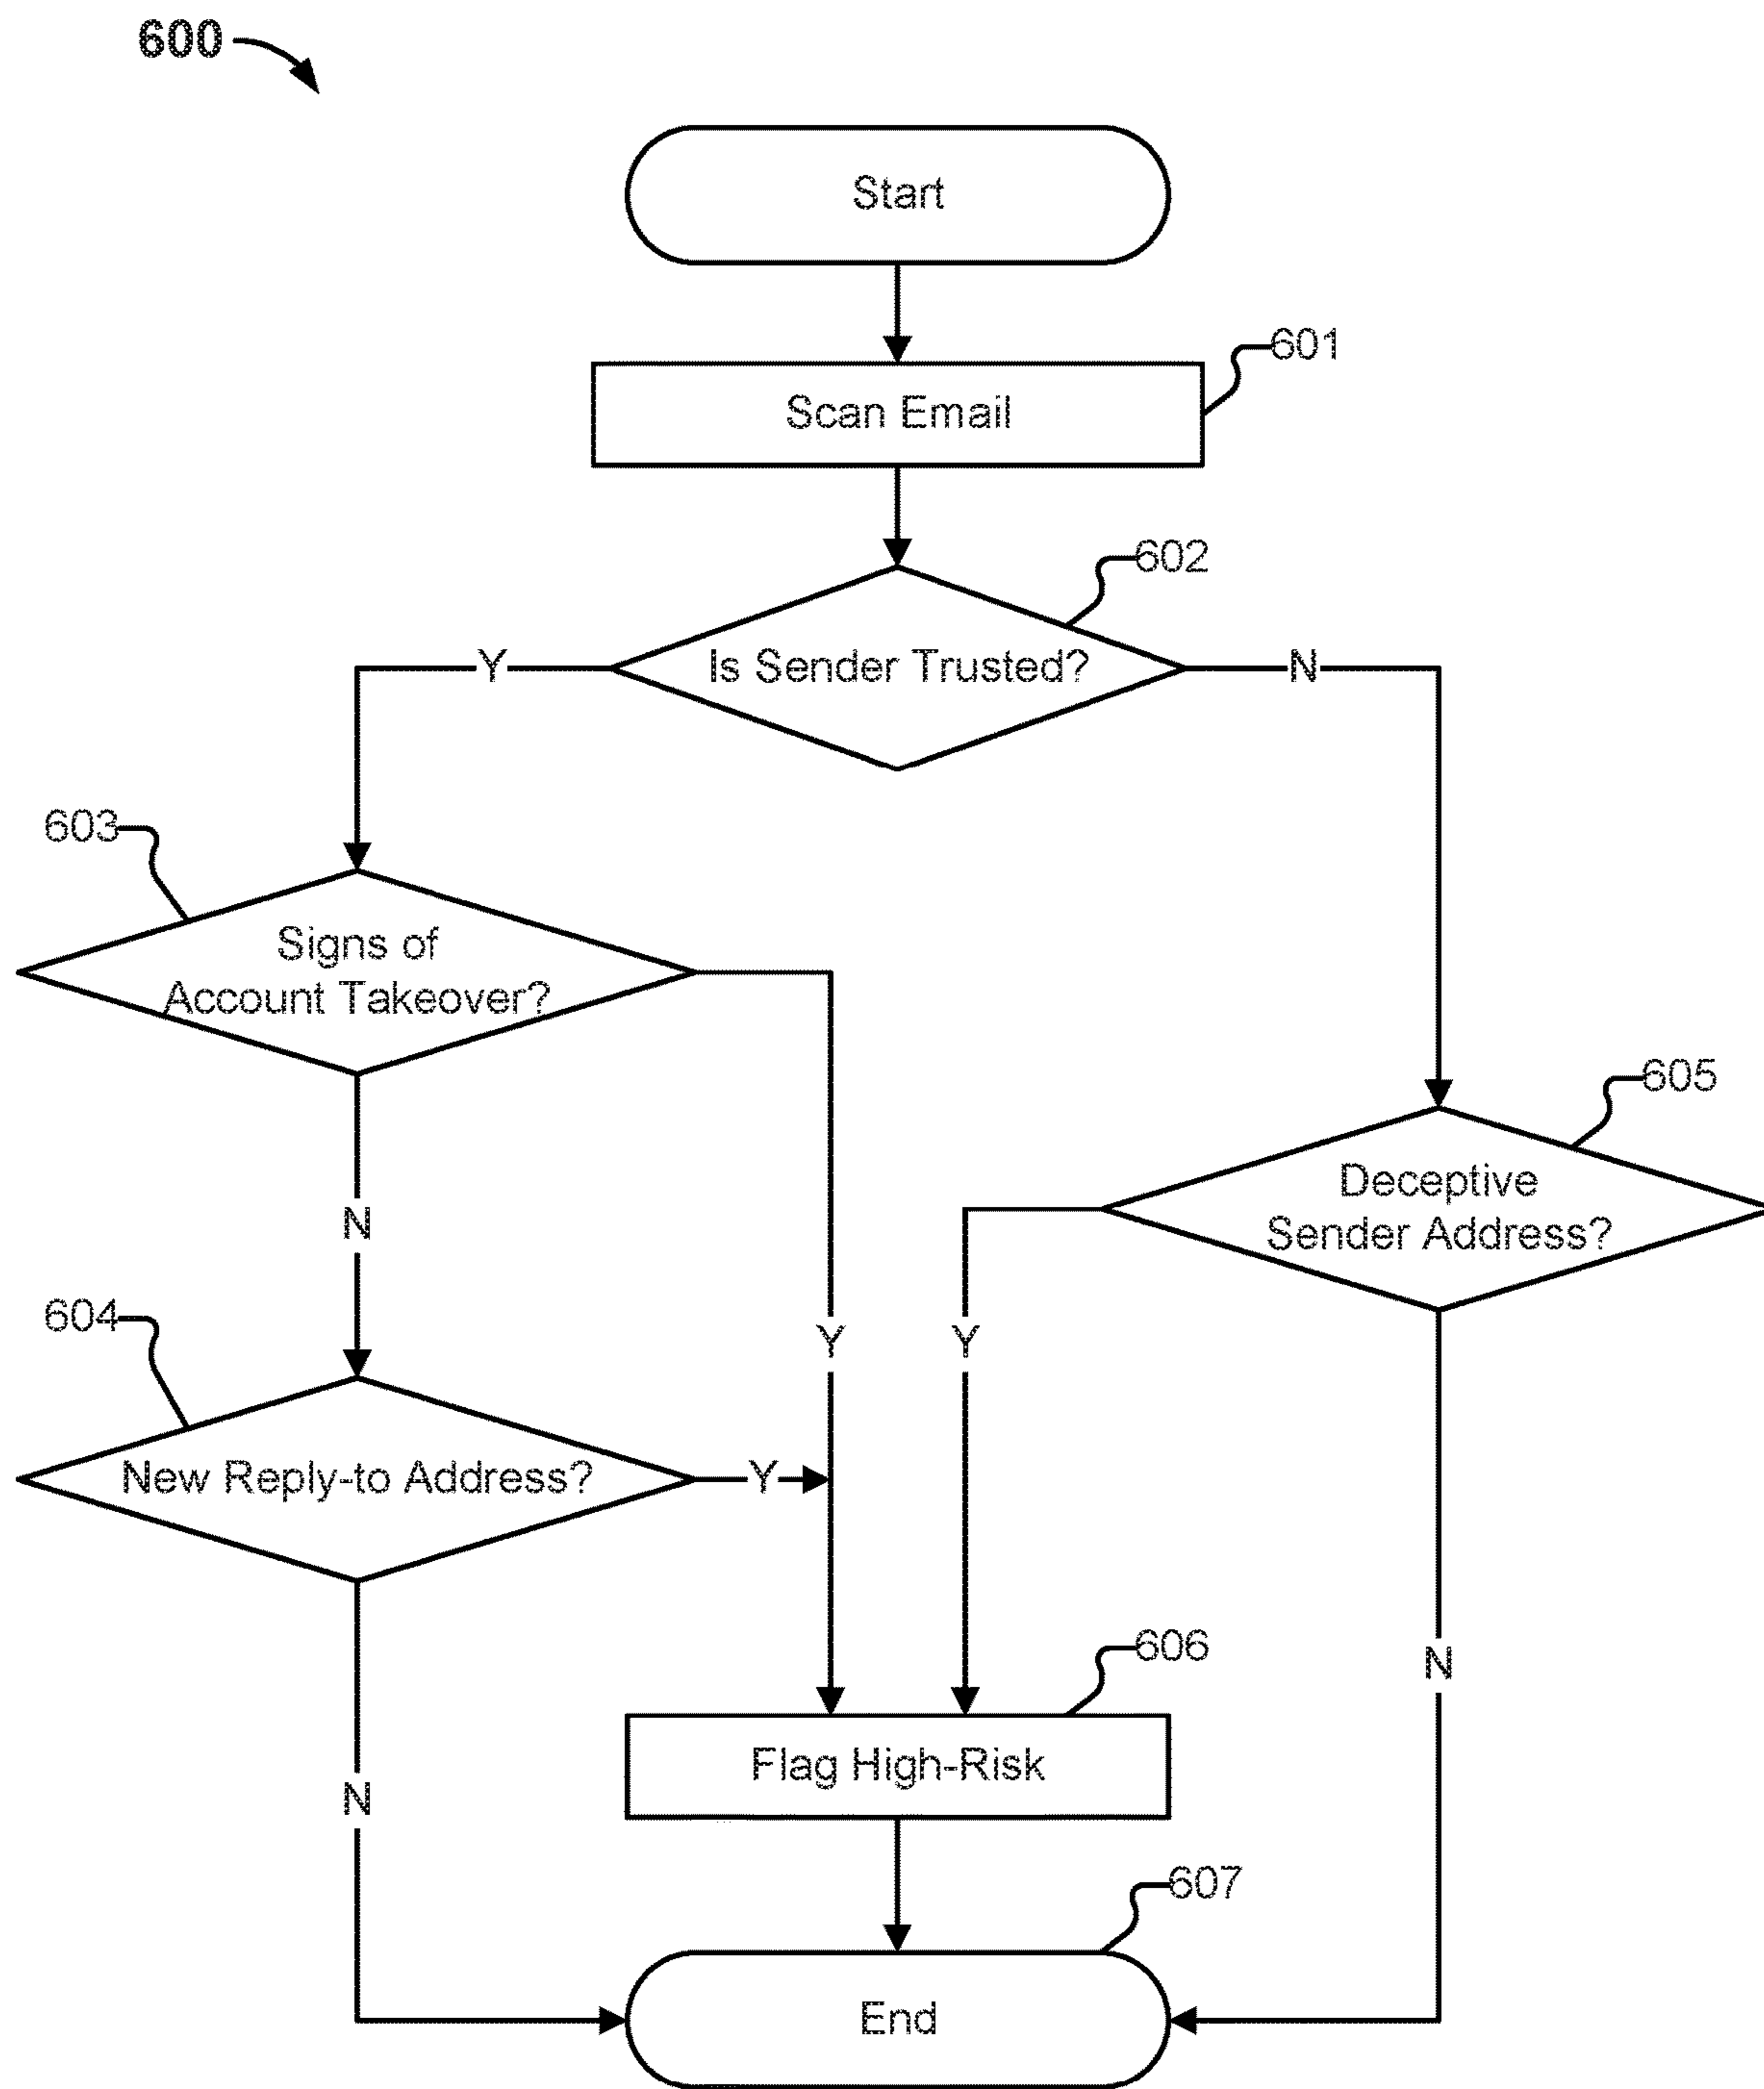 600
Start
601
Scan Email
602
Y
Is Sender Trusted?
N
603
Signs of
Account Takeover?
605
Deceptive
Sender Address?
N
604
Y
Y
New Reply-to Address?
Y
606
N
Flag High-Risk
N
607
End